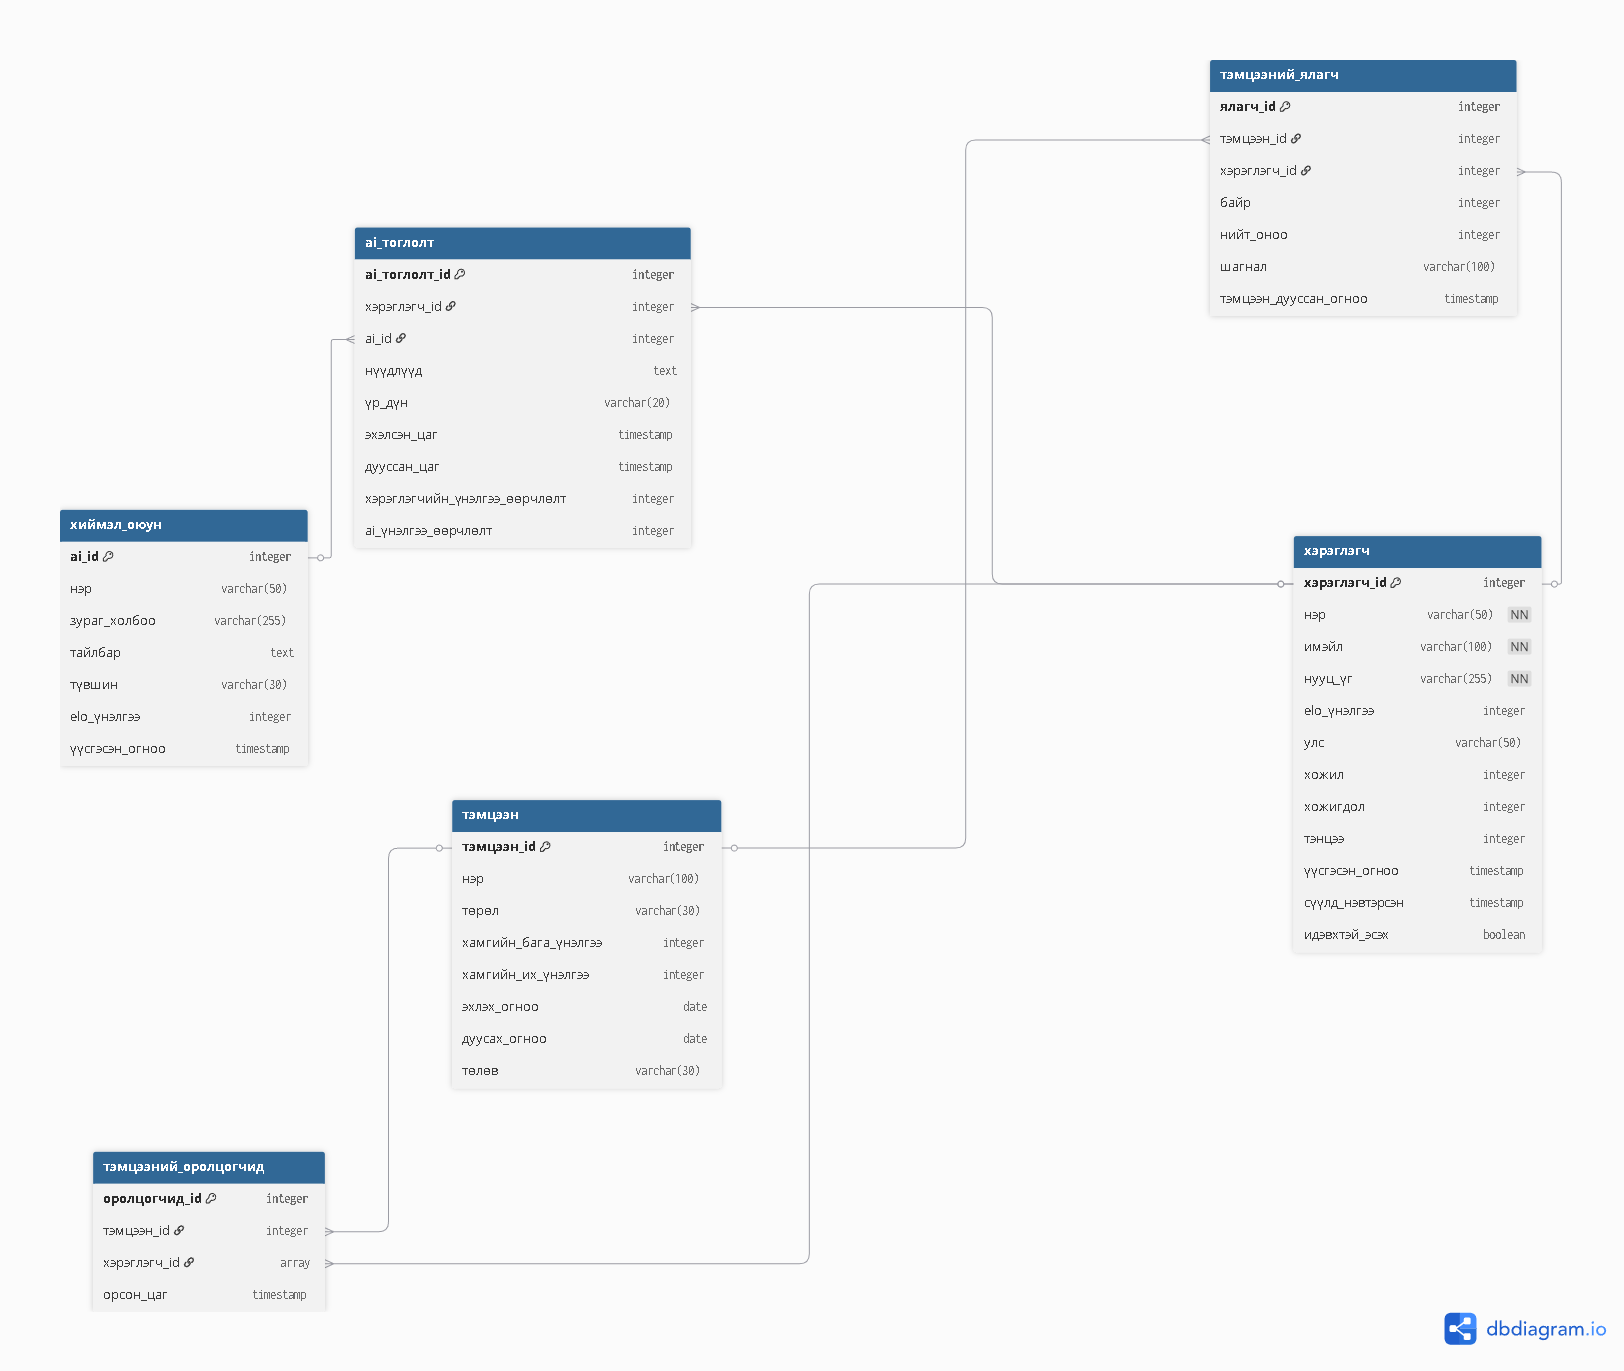 тэмцээний_ялагч
ялагч_id integer
тэмцээн_id integer
хэрэглэгч_id integer
байр integer
нийт_оноо integer
шагнал varchar(100)
тэмцээн_дууссан_огноо timestamp
ai_тоглолт
ai_тоглолт_id integer
хэрэглэгч_id integer
ai_id integer
нүүдлүүд text
үр_дүн varchar(20)
эхэлсэн_цаг timestamp
дууссан_цаг timestamp
хэрэглэгчийн_үнэлгээ_өөрчлөлт integer
ai_үнэлгээ_өөрчлөлт integer
хиймэл_оюун
ai_id integer
нэр varchar(50)
зураг_холбоо varchar(255)
тайлбар text
түвшин varchar(30)
elo_үнэлгээ integer
үүсгэсэн_огноо timestamp
хэрэглэгч
хэрэглэгч_id integer
нэр varchar(50) NN
имэйл varchar(100) NN
нууц_үг varchar(255) NN
elo_үнэлгээ integer
улс varchar(50)
хожил integer
хожигдол integer
тэнцээ integer
үүсгэсэн_огноо timestamp
сүүлд_нэвтэрсэн timestamp
идэвхтэй_эсэх boolean
тэмцээн
тэмцээн_id integer
нэр varchar(100)
төрөл varchar(30)
хамгийн_бага_үнэлгээ integer
хамгийн_их_үнэлгээ integer
эхлэх_огноо date
дуусах_огноо date
төлөв varchar(30)
тэмцээний_оролцогчид
оролцогчид_id integer
тэмцээн_id integer
хэрэглэгч_id array
орсон_цаг timestamp
dbdiagram.io